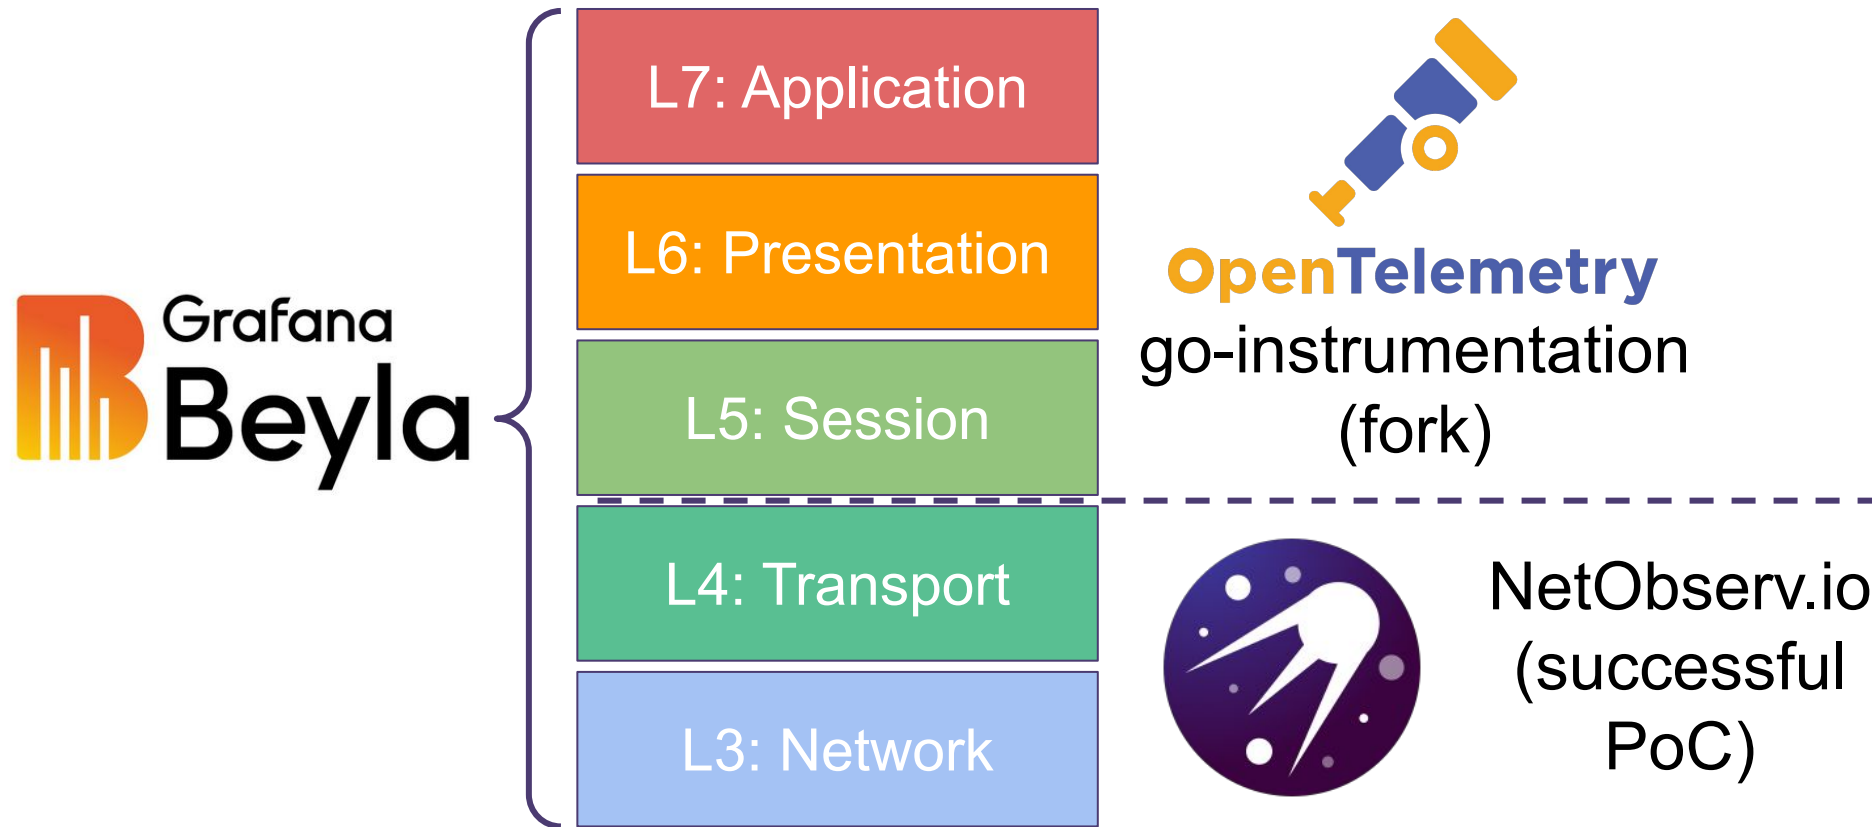 Grafana
Beyla
L7: Application
L6: Presentation
L5: Session
L4: Transport
L3: Network
OpenTelemetry
go-instrumentation
(fork)
NetObserv.io
(successful
PoC)